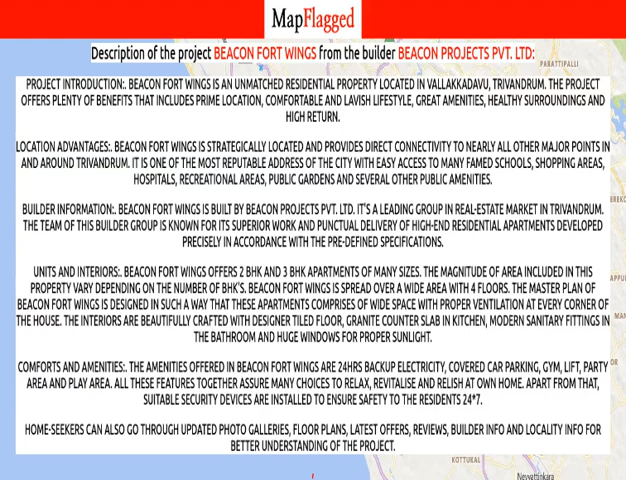 MapFlagged
Description of the project BEACON FORT WINGS from the builder BEACON PROJECTS PVT. LTD:
PARATTIPALLI
PROJECT INTRODUCTION:. BEACON FORT WINGS IS AN UNMATCHED RESIDENTIAL PROPERTY LOCATED IN VALLAKKADAVU, TRIVANDRUM. THE PROJECT
OFFERS PLENTY OF BENEFITS THAT INCLUDES PRIME LOCATION, COMFORTABLE AND LAVISH LIFESTYLE, GREAT AMENITIES, HEALTHY SURROUNDINGS AND
HIGH RETURN.
LOCATION ADVANTAGES:. BEACON FORT WINGS IS STRATEGICALLY LOCATED AND PROVIDES DIRECT CONNECTIVITY TO NEARLY ALL OTHER MAJOR POINTS IN
AND AROUND TRIVANDRUM. IT IS ONE OF THE MOST REPUTABLE ADDRESS OF THE CITY WITH EASY ACCESS TO MANY FAMED SCHOOLS, SHOPPING AREAS,
HOSPITALS, RECREATIONAL AREAS, PUBLIC GARDENS AND SEVERAL OTHER PUBLIC AMENITIES.
BUILDER INFORMATION:. BEACON FORT WINGS IS BUILT BY BEACON PROJECTS PVT. LTD. IT'S A LEADING GROUP IN REAL-ESTATE MARKET IN TRIVANDRUM.
THE TEAM OF THIS BUILDER GROUP IS KNOWN FOR ITS SUPERIOR WORK AND PUNCTUAL DELIVERY OF HIGH-END RESIDENTIAL APARTMENTS DEVELOPED
PRECISELY IN ACCORDANCE WITH THE PRE-DEFINED SPECIFICATIONS.
UNITS AND INTERIORS:. BEACON FORT WINGS OFFERS 2 BHK AND 3 BHK APARTMENTS OF MANY SIZES. THE MAGNITUDE OF AREA INCLUDED IN THIS
PROPERTY VARY DEPENDING ON THE NUMBER OF BHK'S. BEACON FORT WINGS IS SPREAD OVER A WIDE AREA WITH 4 FLOORS. THE MASTER PLAN OF
BEACON FORT WINGS IS DESIGNED IN SUCH A WAY THAT THESE APARTMENTS COMPRISES OF WIDE SPACE WITH PROPER VENTILATION AT EVERY CORNER OF
THE HOUSE. THE INTERIORS ARE BEAUTIFULLY CRAFTED WITH DESIGNER TILED FLOOR, GRANITE COUNTER SLAB IN KITCHEN, MODERN SANITARY FITTINGS IN
THE BATHROOM AND HUGE WINDOWS FOR PROPER SUNLIGHT.
COMFORTS AND AMENITIES:. THE AMENITIES OFFERED IN BEACON FORT WINGS ARE 24HRS BACKUP ELECTRICITY, COVERED CAR PARKING, GYM, LIFT, PARTY
AREA AND PLAY AREA. ALL THESE FEATURES TOGETHER ASSURE MANY CHOICES TO RELAX, REVITALISE AND RELISH AT OWN HOME. APART FROM THAT,
SUITABLE SECURITY DEVICES ARE INSTALLED TO ENSURE SAFETY TO THE RESIDENTS 24*7.
HOME-SEEKERS CAN ALSO GO THROUGH UPDATED PHOTO GALLERIES, FLOOR PLANS, LATEST OFFERS, REVIEWS, BUILDER INFO AND LOCALITY INFO FOR
BETTER UNDERSTANDING OF THE PROJECT.
KOTTUKAL
Neyyattinkara